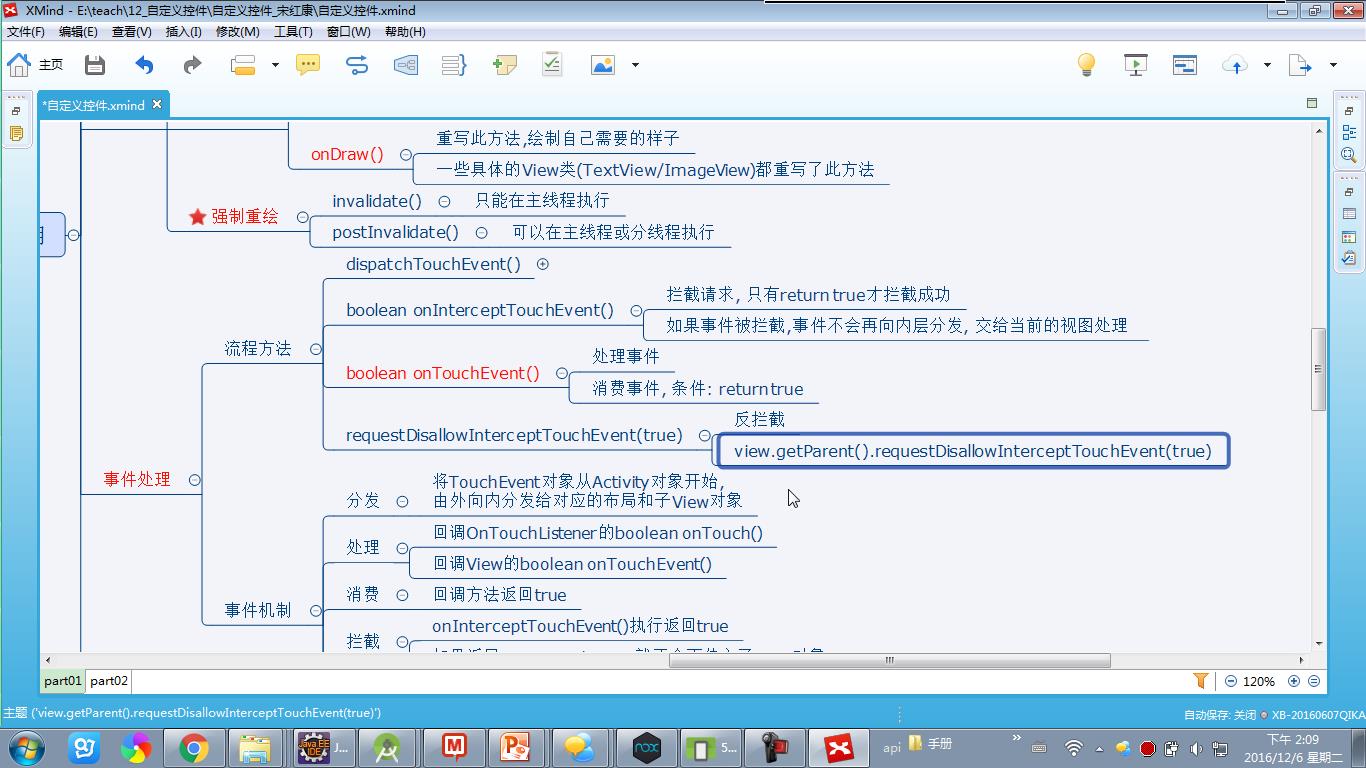 XMind - E:\teach\12_自定义控件\自定义控件_宋红康\自定义控件.xmind
文件(F) 编辑(E) 查看(V) 插入(I) 修改(M) 工具(T) 窗口(W) 帮助(H)
主页
*自定义控件.xmind
重写此方法,绘制自己需要的样子
onDraw()
一些具体的View类(TextView/ImageView)都重写了此方法
invalidate() 只能在主线程执行
强制重绘
postInvalidate() 可以在主线程或分线程执行
dispatchTouchEvent()
拦截请求, 只有return true才拦截成功
boolean onInterceptTouchEvent()
如果事件被拦截,事件不会再向内层分发, 交给当前的视图处理
流程方法
处理事件
boolean onTouchEvent()
消费事件, 条件: return true
反拦截
requestDisallowInterceptTouchEvent(true)
view.getParent().requestDisallowInterceptTouchEvent(true)
事件处理
将TouchEvent对象从Activity对象开始,
分发
由外向内分发给对应的布局和子View对象
回调OnTouchListener的boolean onTouch()
处理
回调View的boolean onTouchEvent()
消费 回调方法返回true
事件机制
onInterceptTouchEvent()执行返回true
拦截
part01 part02
120%
主题 ('view.getParent().requestDisallowInterceptTouchEvent(true)')
自动保存: 关闭 XB-20160607QIKA
Java EE IDE J...
5...
api 手册
下午 2:09
2016/12/6 星期二